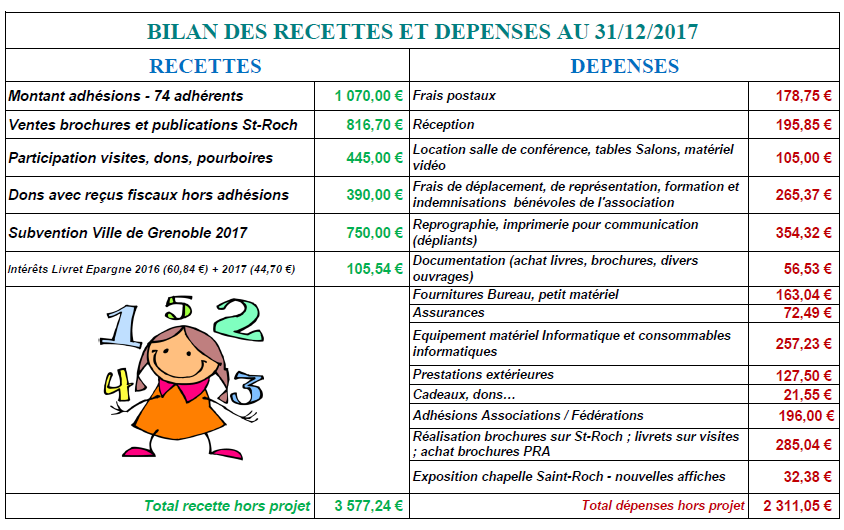 BILAN DES RECETTES ET DEPENSES AU 31/12/2017
RECETTES
DEPENSES
Montant adhésions - 74 adhérents 1 070,00 € Frais postaux 178,75 €
Ventes brochures et publications St-Roch 816,70 € Réception 195,85 €
Participation visites, dons, pourboires 445,00 € Location salle de conférence, tables Salons, matériel
vidéo 105,00 €
Dons avec reçus fiscaux hors adhésions 390,00 € Frais de déplacement, de représentation, formation et
indemnisations bénévoles de l'association 265,37 €
Subvention Ville de Grenoble 2017 750,00 € Reprographie, imprimerie pour communication
(dépliants) 354,32 €
Intérêts Livret Epargne 2016 (60,84 €) + 2017 (44,70 €) 105,54 € Documentation (achat livres, brochures, divers
ouvrages) 56,53 €
Fournitures Bureau, petit matériel 163,04 €
Assurances 72,49 €
Equipement matériel Informatique et consommables
informatiques 257,23 €
Prestations extérieures 127,50 €
Cadeaux, dons… 21,55 €
Adhésions Associations / Fédérations 196,00 €
Réalisation brochures sur St-Roch ; livrets sur visites
; achat brochures PRA 285,04 €
Exposition chapelle Saint-Roch - nouvelles affiches 32,38 €
1 5 2
4 3
Total recette hors projet 3 577,24 € Total dépenses hors projet 2 311,05 €